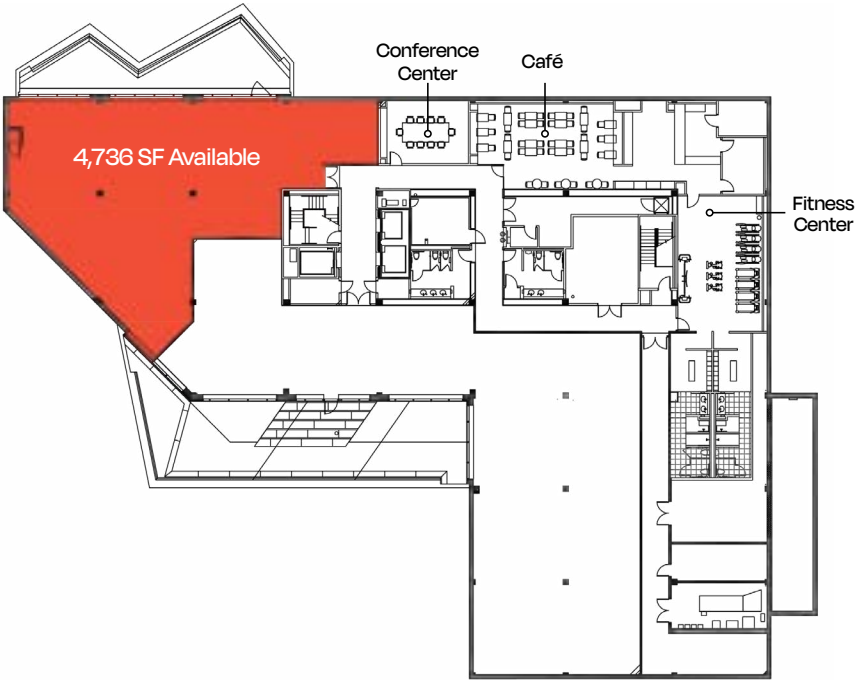 Conference
Center
Café
4,736 SF Available
Fitness
Center